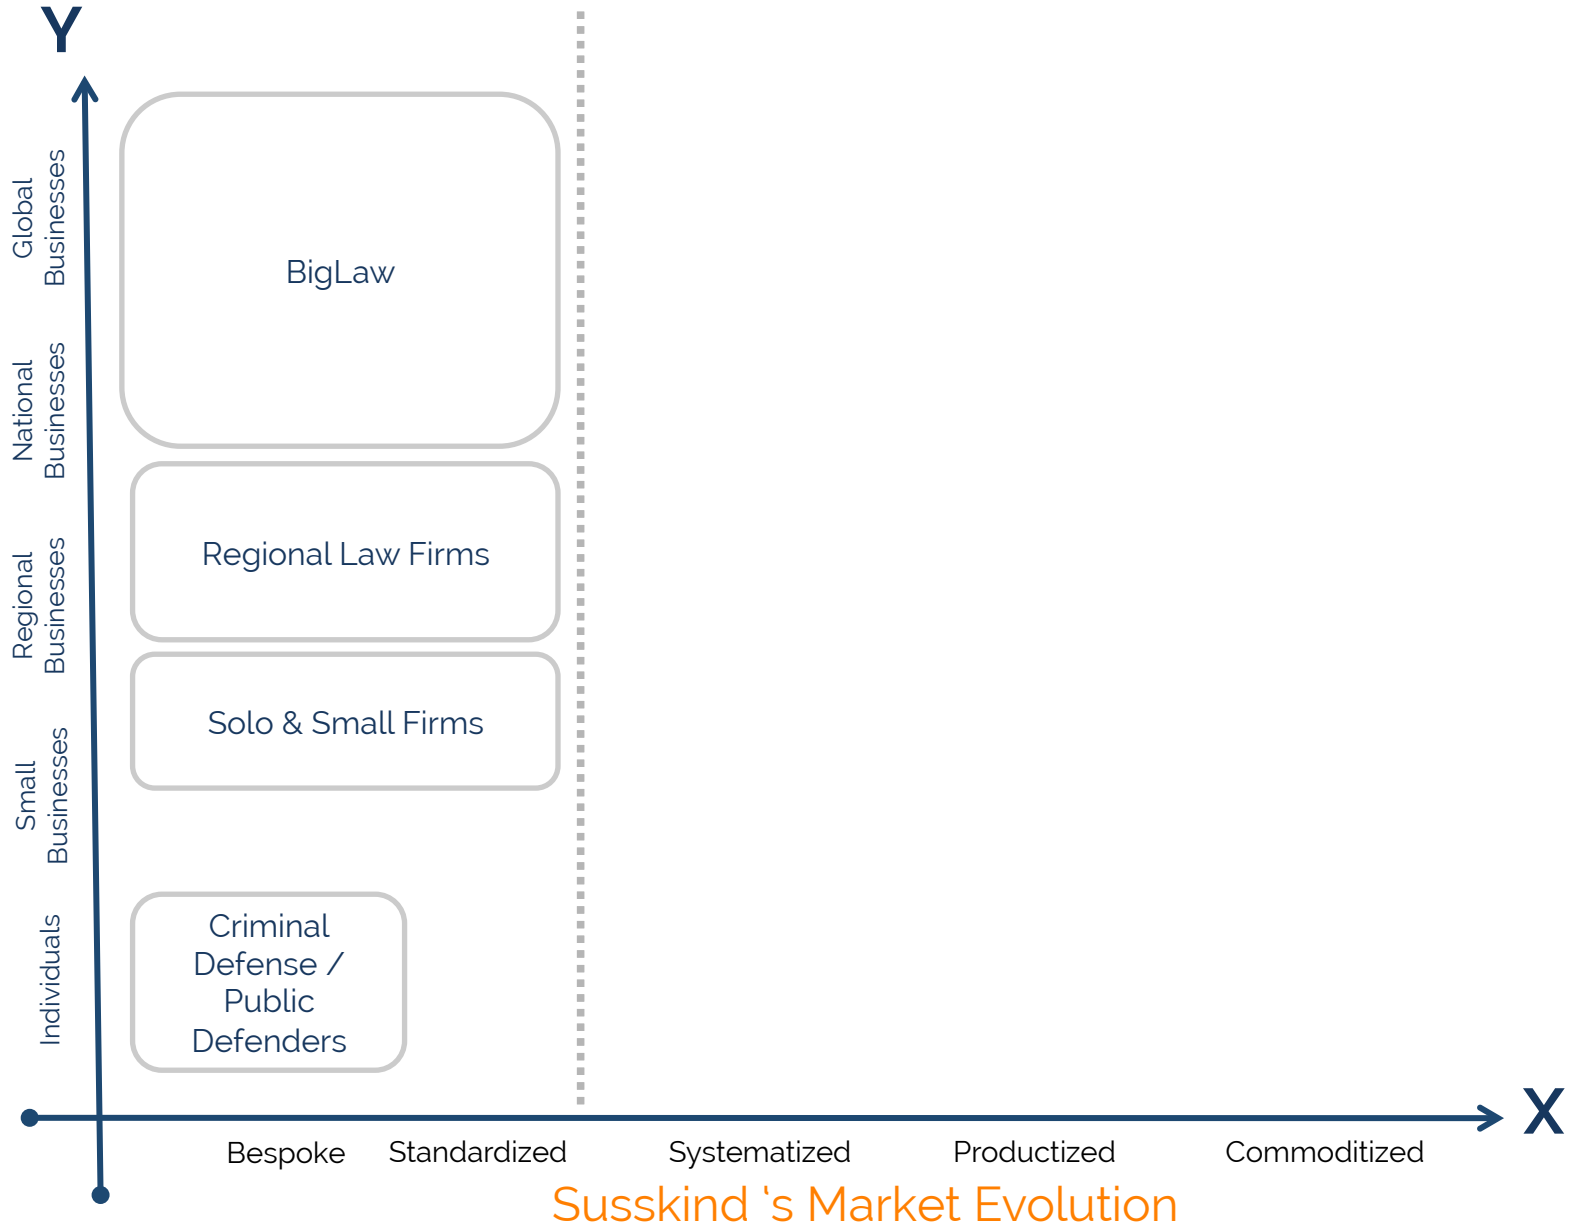 Y
Global
Businesses
National
Businesses
Regional
Businesses
Small
Businesses
Individuals
BigLaw
Regional Law Firms
Solo & Small Firms
Criminal
Defense /
Public
Defenders
X
Bespoke
Standardized
Systematized
Productized
Commoditized
Susskind ‘s Market Evolution